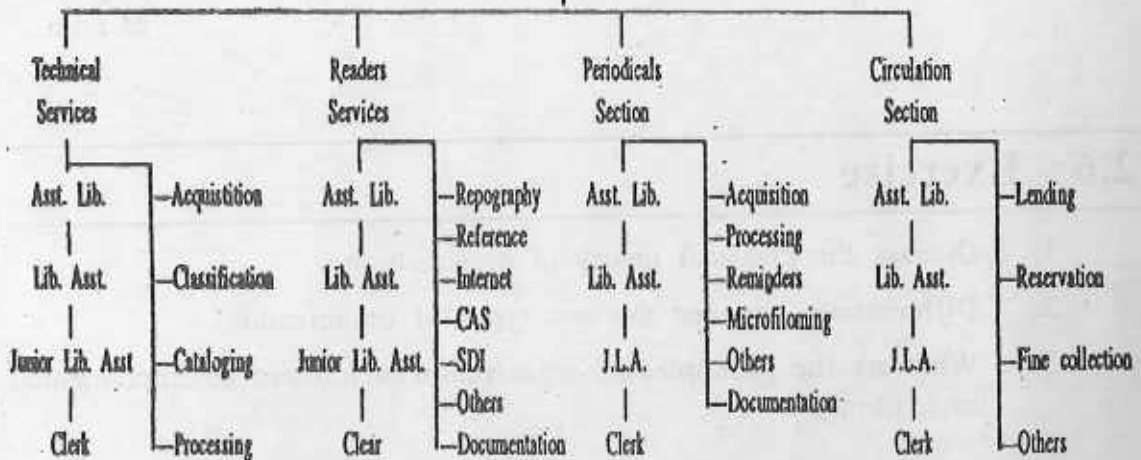 Technical Services
Readers Services
Periodicals Section
Circulation Section
Asst. Lib.
Lib. Asst.
Junior Lib. Asst
Clerk
Acquistition
Classification
Cataloging
Processing
Asst. Lib.
Lib. Asst.
Junior Lib. Asst.
Clear
Repography
Reference
Internet
CAS
SDI
Others
Documentation
Asst. Lib.
Lib. Asst.
J.L.A.
Clerk
Acquisition
Processing
Reminders
Microfiloning
Others
Documentation
Asst. Lib.
Lib. Asst.
J.L.A.
Clerk
Lending
Reservation
Fine collection
Others